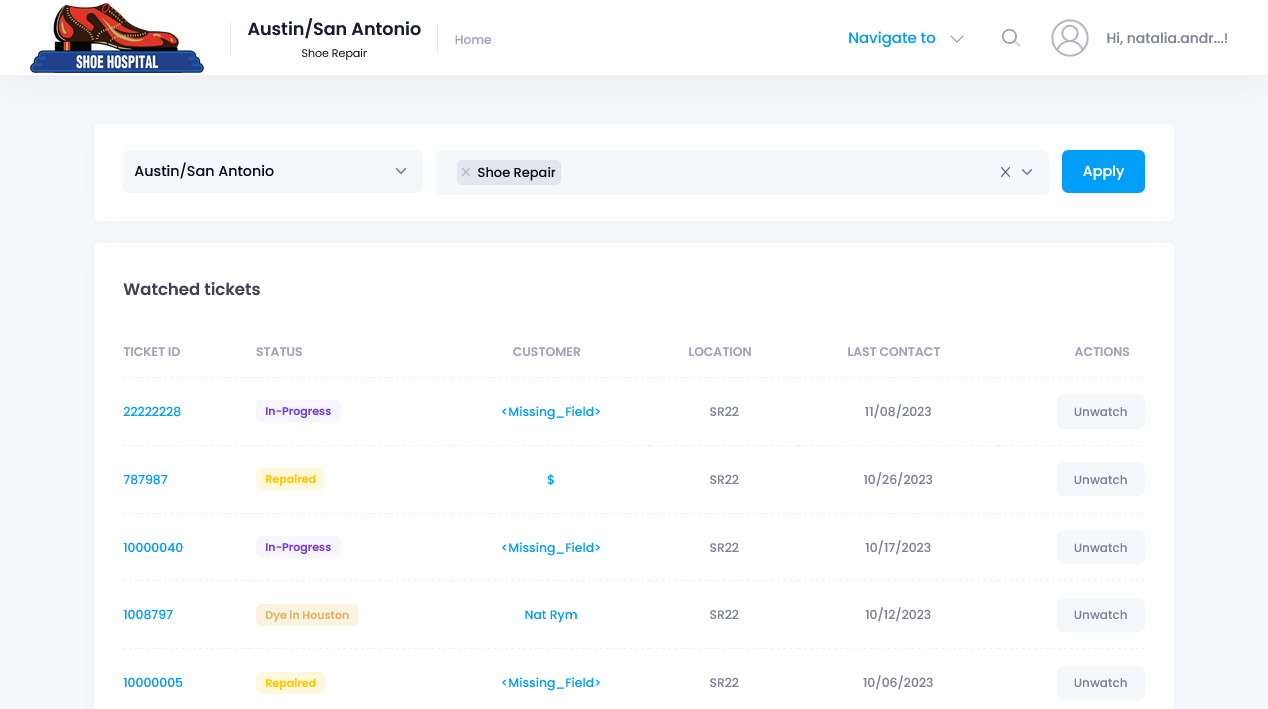 SHOE HOSPITAL
Austin/San Antonio
Shoe Repair
Home
Navigate to
Hi, natalia.andr...!
Austin/San Antonio
Shoe Repair
Apply
Watched tickets
TICKET ID STATUS CUSTOMER LOCATION LAST CONTACT ACTIONS
22222228 In-Progress <Missing_Field> SR22 11/08/2023 Unwatch
787987 Repaired $ SR22 10/26/2023 Unwatch
10000040 In-Progress <Missing_Field> SR22 10/17/2023 Unwatch
1008797 Dye in Houston Nat Rym SR22 10/12/2023 Unwatch
10000005 Repaired <Missing_Field> SR22 10/06/2023 Unwatch